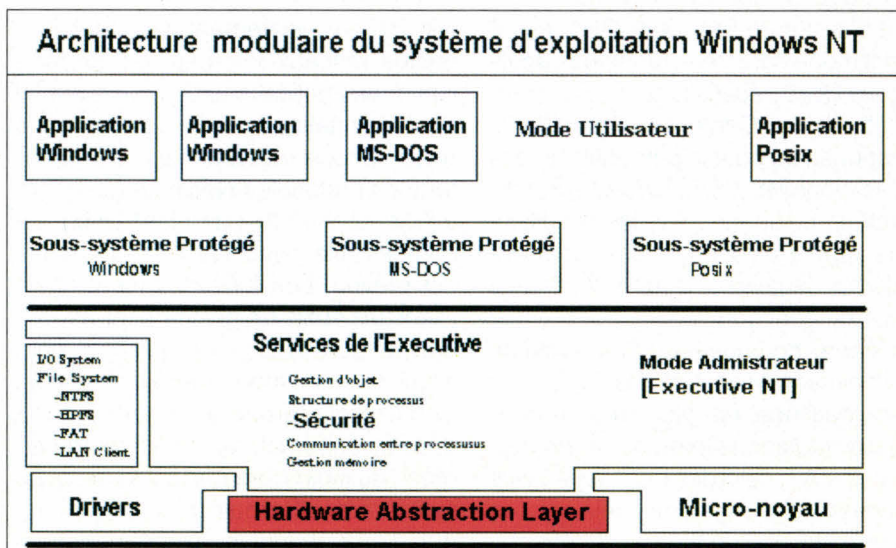 Architecture modulaire du système d'exploitation Windows NT
Application
Windows
Application
Windows
Application
MS-DOS
Mode Utilisateur
Application
Posix
Sous-système Protégé
Windows
Sous-système Protégé
MS-DOS
Sous-système Protégé
Posix
Services de l'Executive
I/O System
File System
-NTFS
-HPFS
-FAT
-LAN Client
Gestion d'objet
Structure de processus
-Sécurité
Communication entre processusus
Gestion mémoire
Mode Admistrateur
[Executive NT]
Drivers
Hardware Abstraction Layer
Micro-noyau